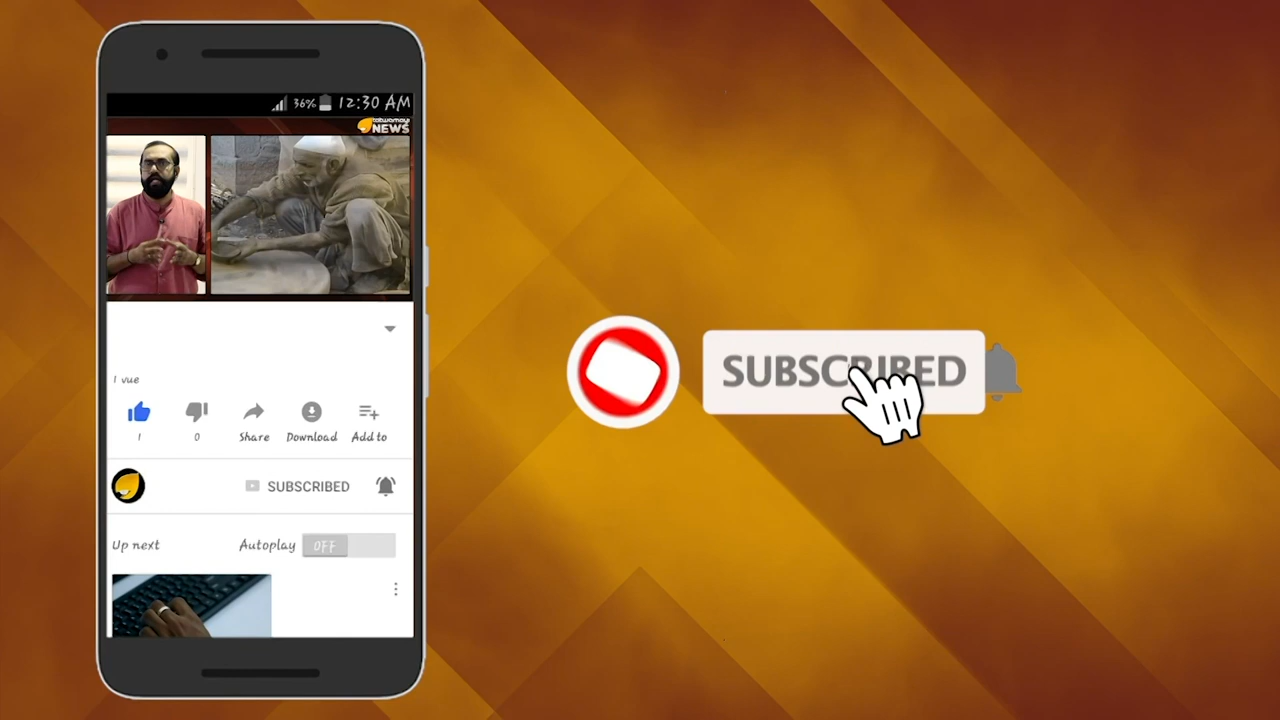 36% 12:30 AM
tatwamayi
NEWS
1 vue
1
0
Share
Download
Add to
SUBSCRIBED
Up next
Autoplay
OFF
SUBSCRIBED